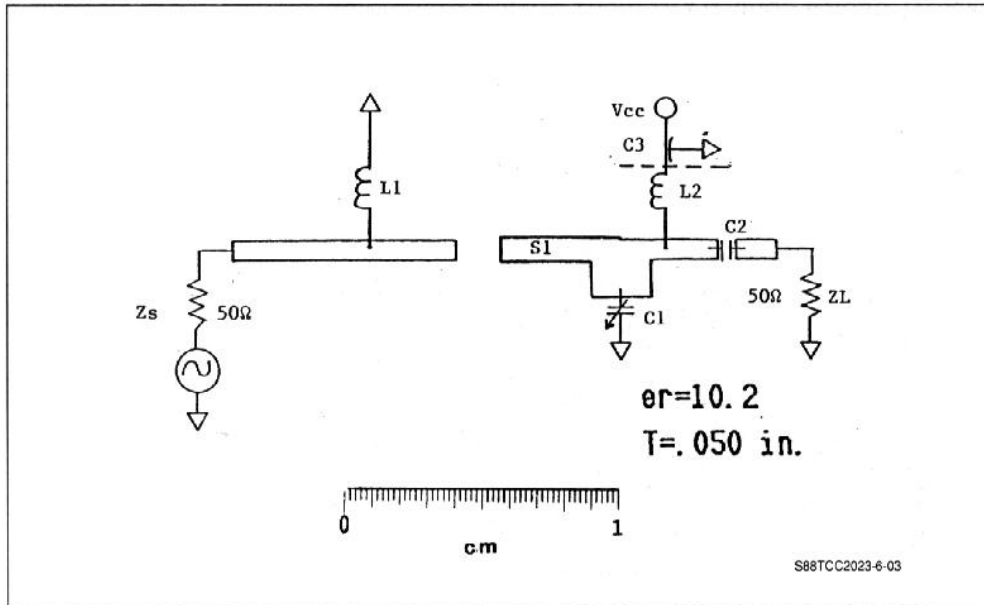 Vcc
C3
L1
L2
C2
S1
Zs
50Ω
C1
50Ω
ZL
er=10.2
T=.050 in.
0
1
cm
S88TCC2023-6-03